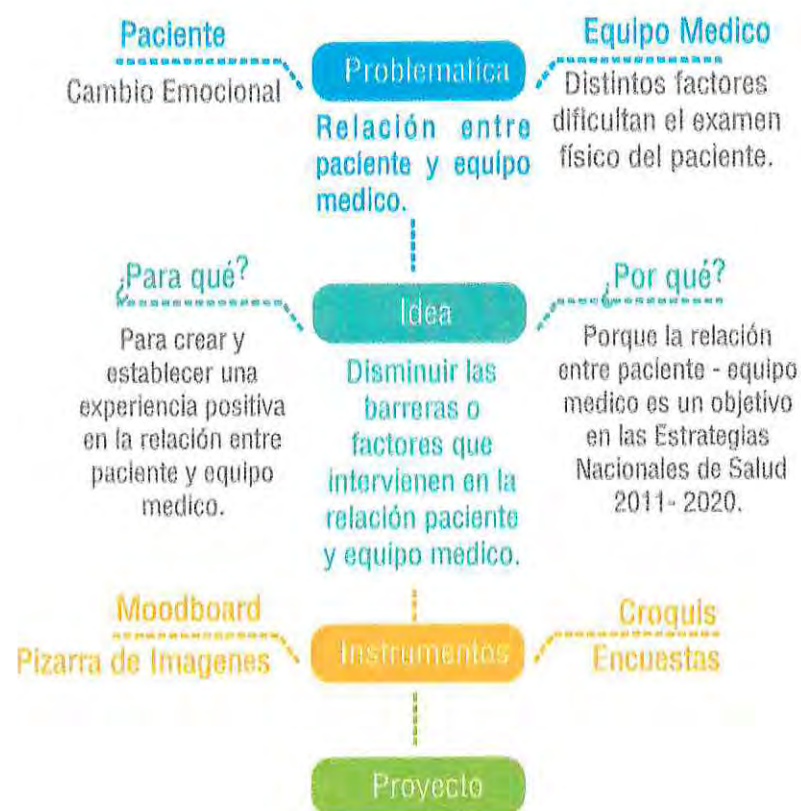 Paciente
Cambio Emocional
Problematica
Relación entre
paciente y equipo
medico.
Equipo Medico
Distintos factores
dificultan el examen
físico del paciente.
¿Para qué?
Para crear y
establecer una
experiencia positiva
en la relación entre
paciente y equipo
medico.
Idea
Disminuir las
barreras o
factores que
intervienen en la
relación paciente
y equipo medico.
¿Por qué?
Porque la relación
entre paciente - equipo
medico es un objetivo
en las Estrategias
Nacionales de Salud
2011- 2020.
Moodboard
Pizarra de Imagenes
Instrumentos
Croquis
Encuestas
Proyecto